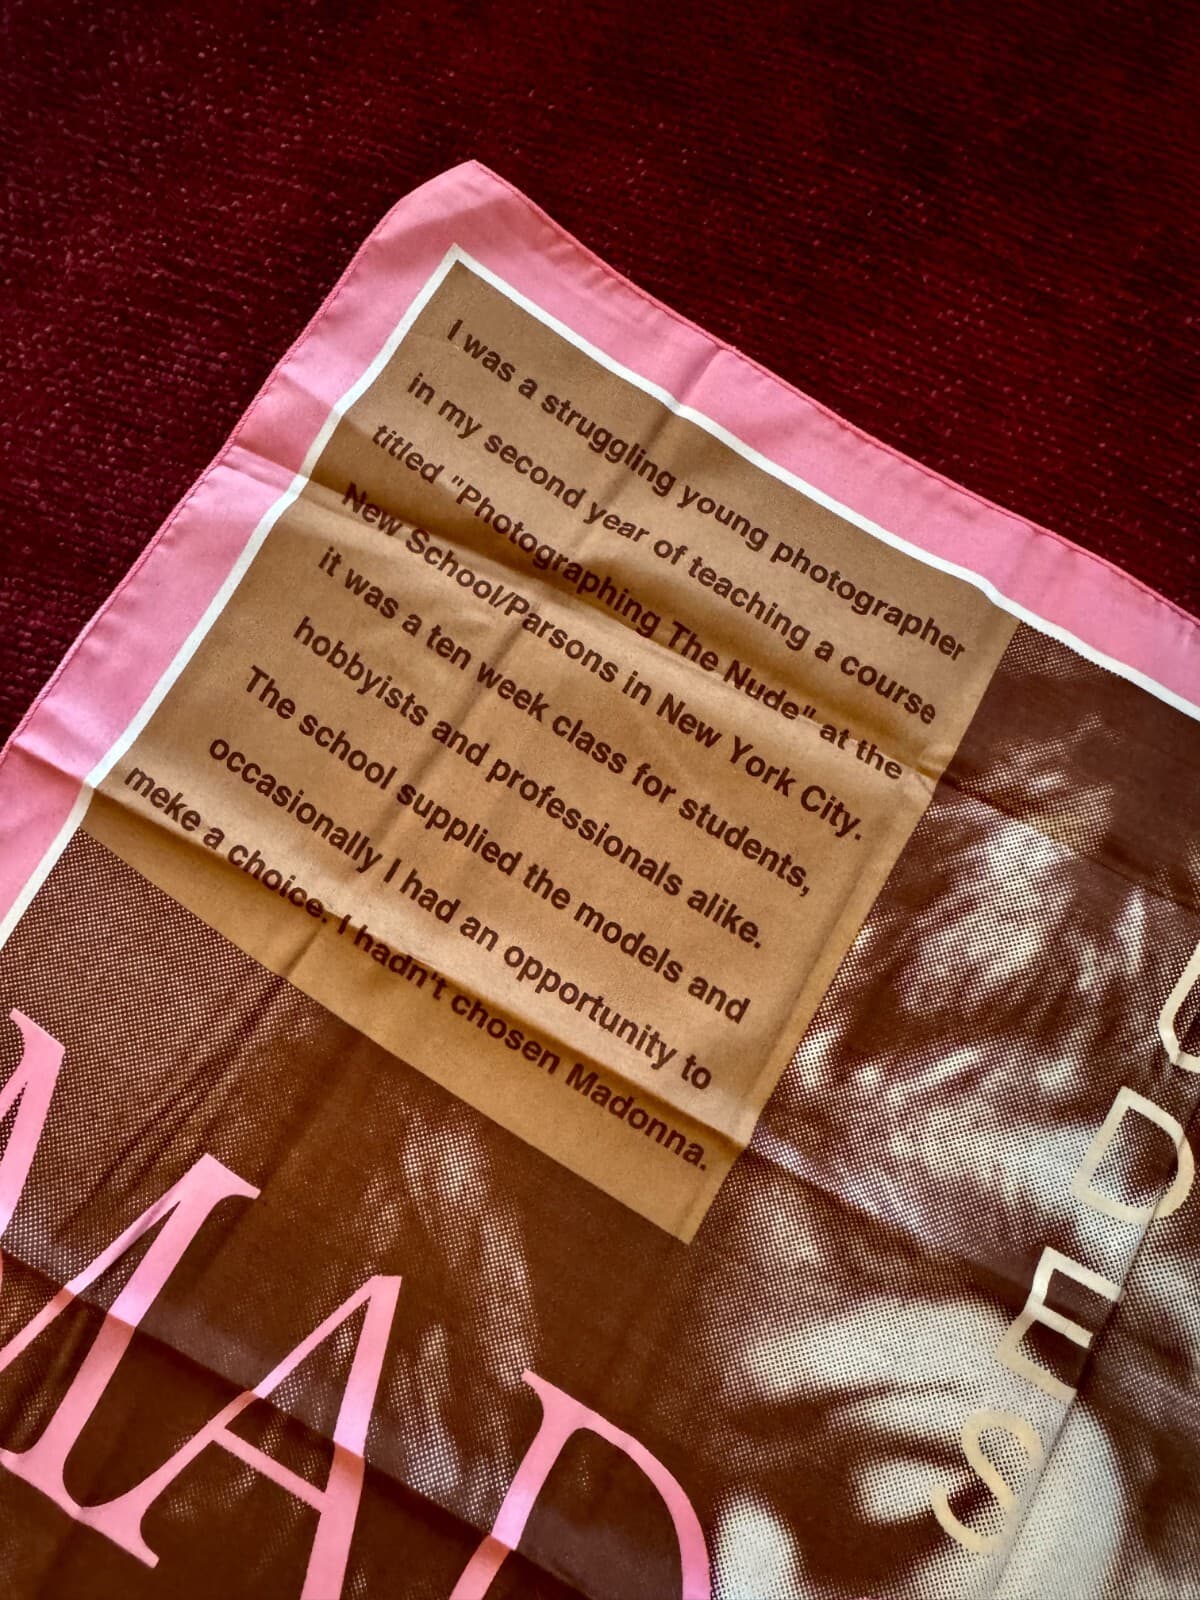 I was a struggling young photographer
in my second year of teaching a course
titled "Photographing The Nude" at the
New School/Parsons in New York City.
it was a ten week class for students,
hobbyists and professionals alike.
The school supplied the models and
occasionally I had an opportunity to
meke a choice. I hadn't chosen Madonna.
MAD
UDES